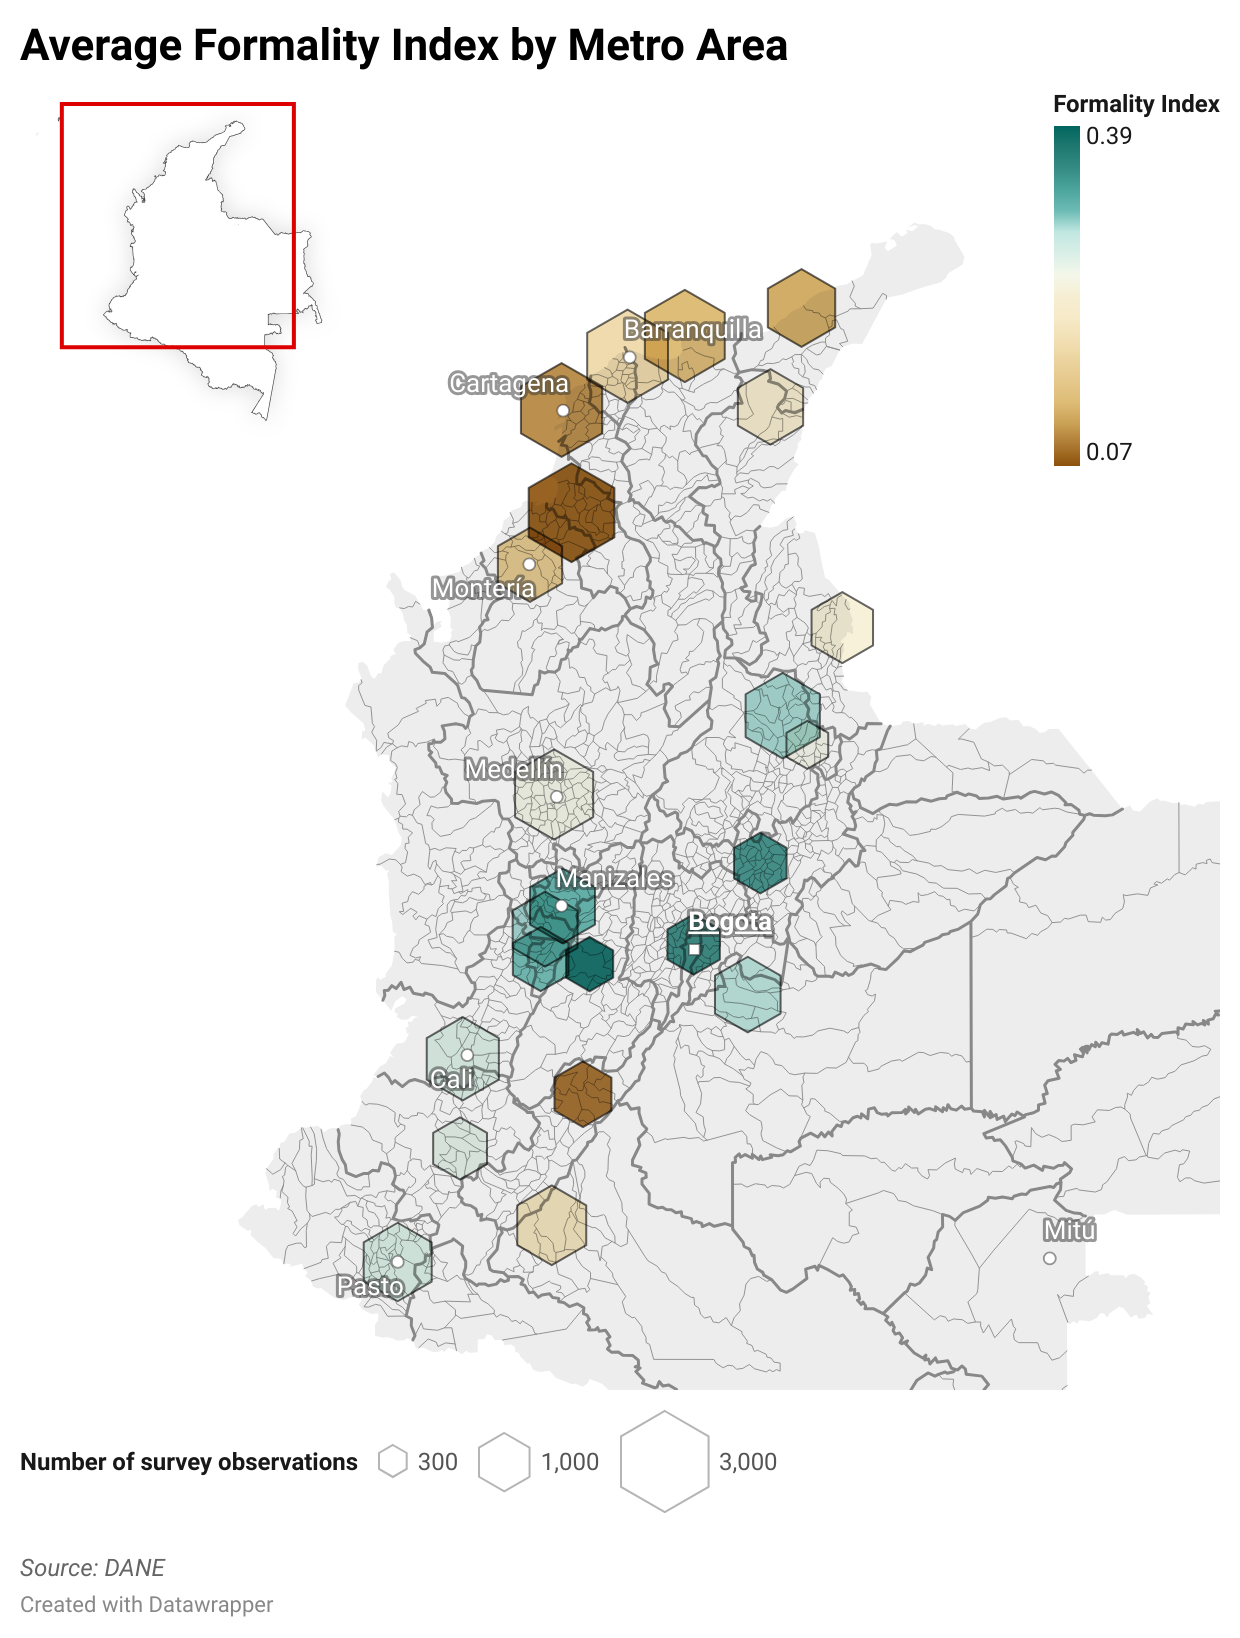 Average Formality Index by Metro Area
Formality Index
0.39
0.07
Barranquilla
Cartagena
Montería
Medellín
Manizales
Bogota
Cali
Mitú
Pasto
Number of survey observations 300 1,000 3,000
Source: DANE
Created with Datawrapper